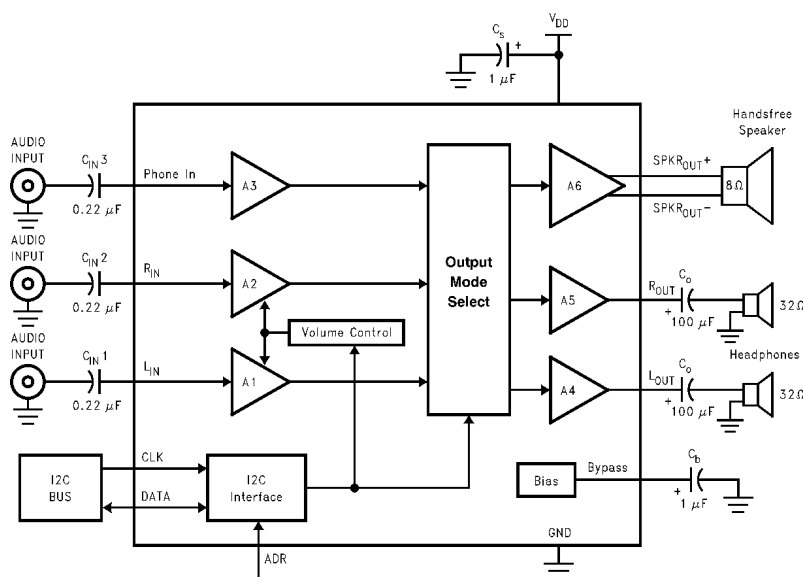 V_DD
C_s
+
1 μF
Handsfree
Speaker
AUDIO
INPUT
C_IN 3
0.22 μF
Phone In
A3
A6
SPKR_OUT+
SPKR_OUT-
8Ω
AUDIO
INPUT
C_IN 2
0.22 μF
R_IN
A2
Output
Mode
Select
A5
R_OUT
C_o
+
100 μF
32Ω
Volume Control
Headphones
AUDIO
INPUT
C_IN 1
0.22 μF
L_IN
A1
A4
L_OUT
C_o
+
100 μF
32Ω
I2C
BUS
CLK
DATA
I2C
Interface
ADR
Bias
Bypass
C_b
+
1 μF
GND